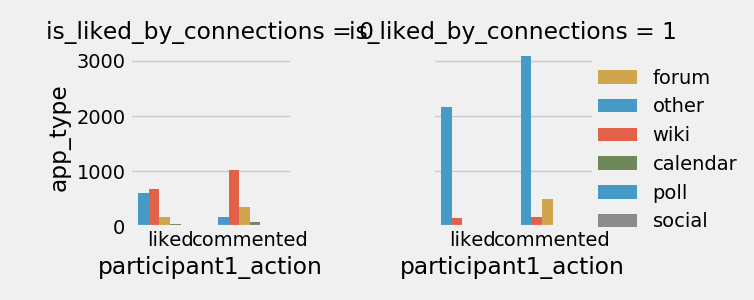 is_liked_by_connections = 0
is_liked_by_connections = 1
app_type
3000
2000
1000
0
liked
commented
participant1_action
liked
commented
participant1_action
forum
other
wiki
calendar
poll
social